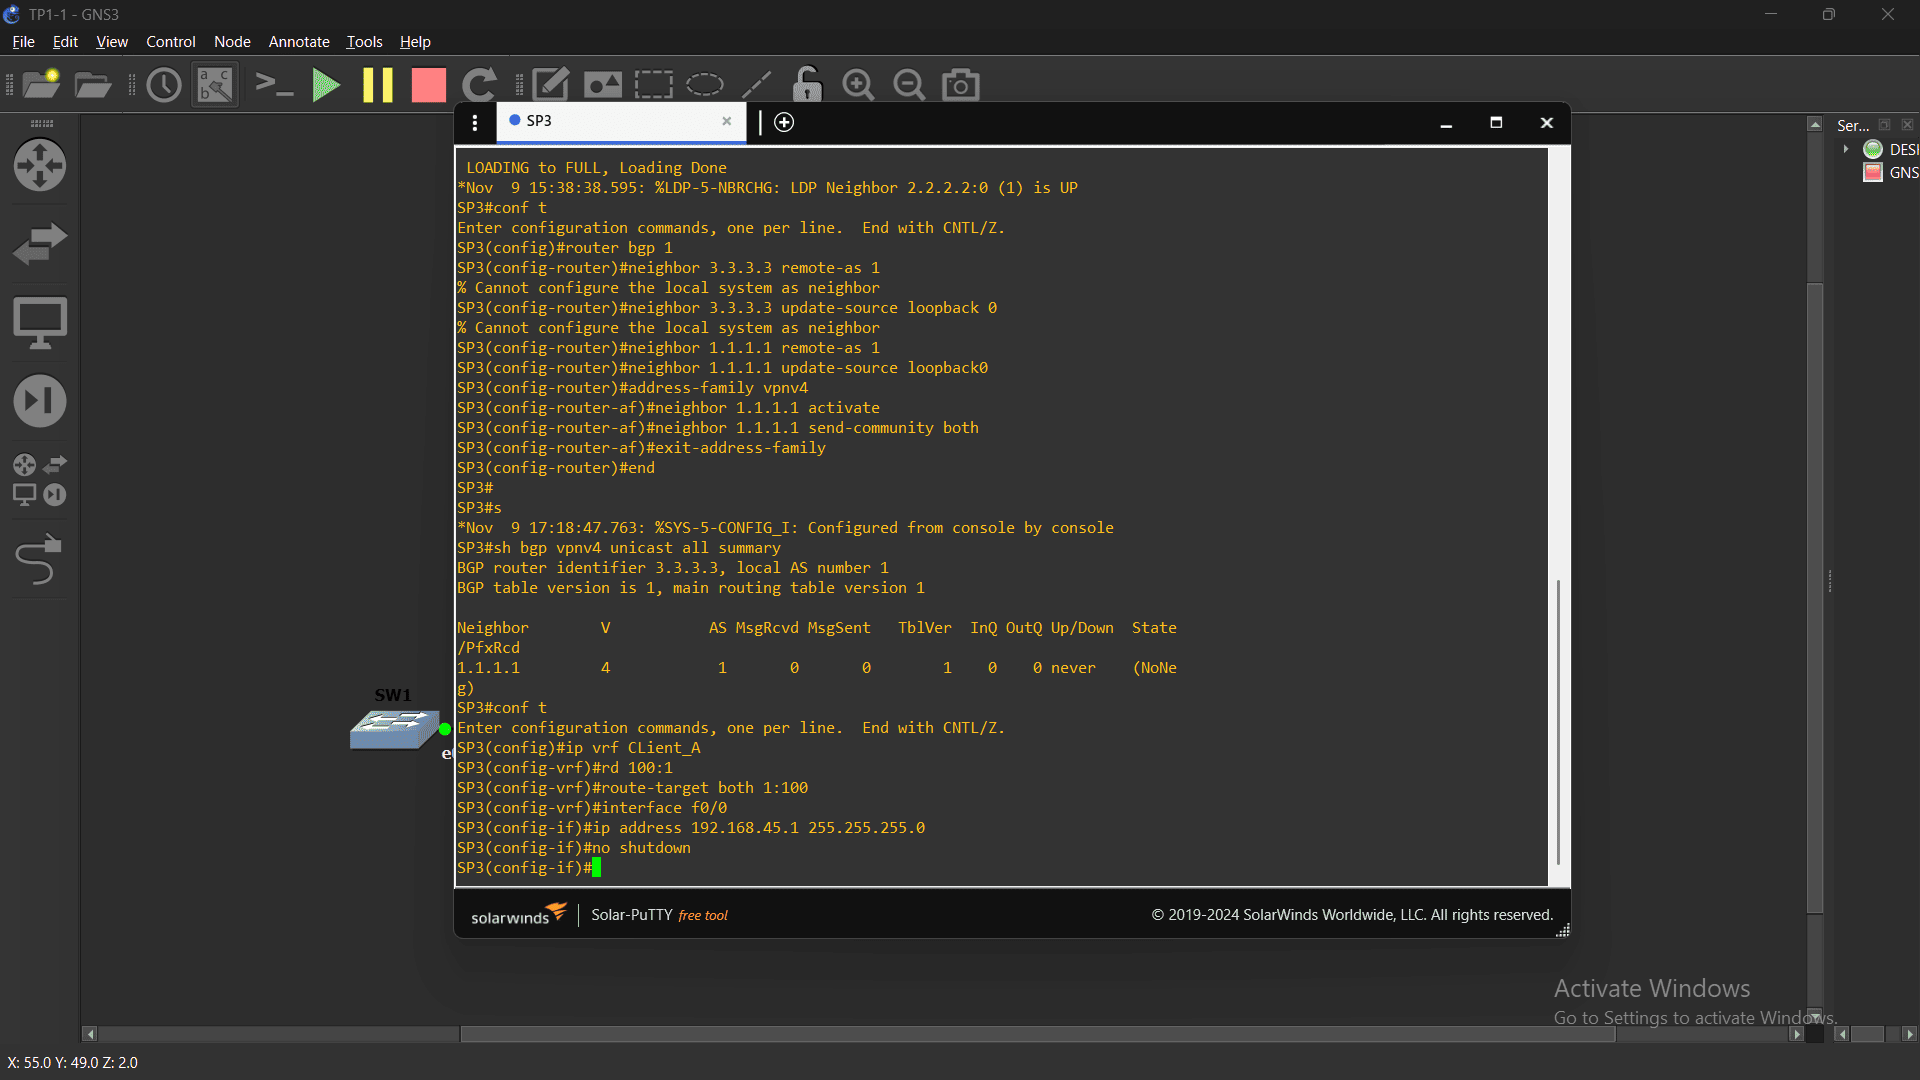 TP1-1 - GNS3
File Edit View Control Node Annotate Tools Help
SP3
Ser...
DESI
GNS
LOADING to FULL, Loading Done
*Nov  9 15:38:38.595: %LDP-5-NBRCHG: LDP Neighbor 2.2.2.2:0 (1) is UP
SP3#conf t
Enter configuration commands, one per line.  End with CNTL/Z.
SP3(config)#router bgp 1
SP3(config-router)#neighbor 3.3.3.3 remote-as 1
% Cannot configure the local system as neighbor
SP3(config-router)#neighbor 3.3.3.3 update-source loopback 0
% Cannot configure the local system as neighbor
SP3(config-router)#neighbor 1.1.1.1 remote-as 1
SP3(config-router)#neighbor 1.1.1.1 update-source loopback0
SP3(config-router)#address-family vpnv4
SP3(config-router-af)#neighbor 1.1.1.1 activate
SP3(config-router-af)#neighbor 1.1.1.1 send-community both
SP3(config-router-af)#exit-address-family
SP3(config-router)#end
SP3#
SP3#s
*Nov  9 17:18:47.763: %SYS-5-CONFIG_I: Configured from console by console
SP3#sh bgp vpnv4 unicast all summary
BGP router identifier 3.3.3.3, local AS number 1
BGP table version is 1, main routing table version 1
Neighbor        V           AS MsgRcvd MsgSent   TblVer  InQ OutQ Up/Down  State
/PfxRcd
1.1.1.1         4            1       0       0        1    0    0 never    (NoNe
g)
SP3#conf t
Enter configuration commands, one per line.  End with CNTL/Z.
SP3(config)#ip vrf CLient_A
SP3(config-vrf)#rd 100:1
SP3(config-vrf)#route-target both 1:100
SP3(config-vrf)#interface f0/0
SP3(config-if)#ip address 192.168.45.1 255.255.255.0
SP3(config-if)#no shutdown
SP3(config-if)#
SW1
solarwinds Solar-PuTTY free tool
© 2019-2024 SolarWinds Worldwide, LLC. All rights reserved.
Activate Windows
Go to Settings to activate Windows.
X: 55.0 Y: 49.0 Z: 2.0